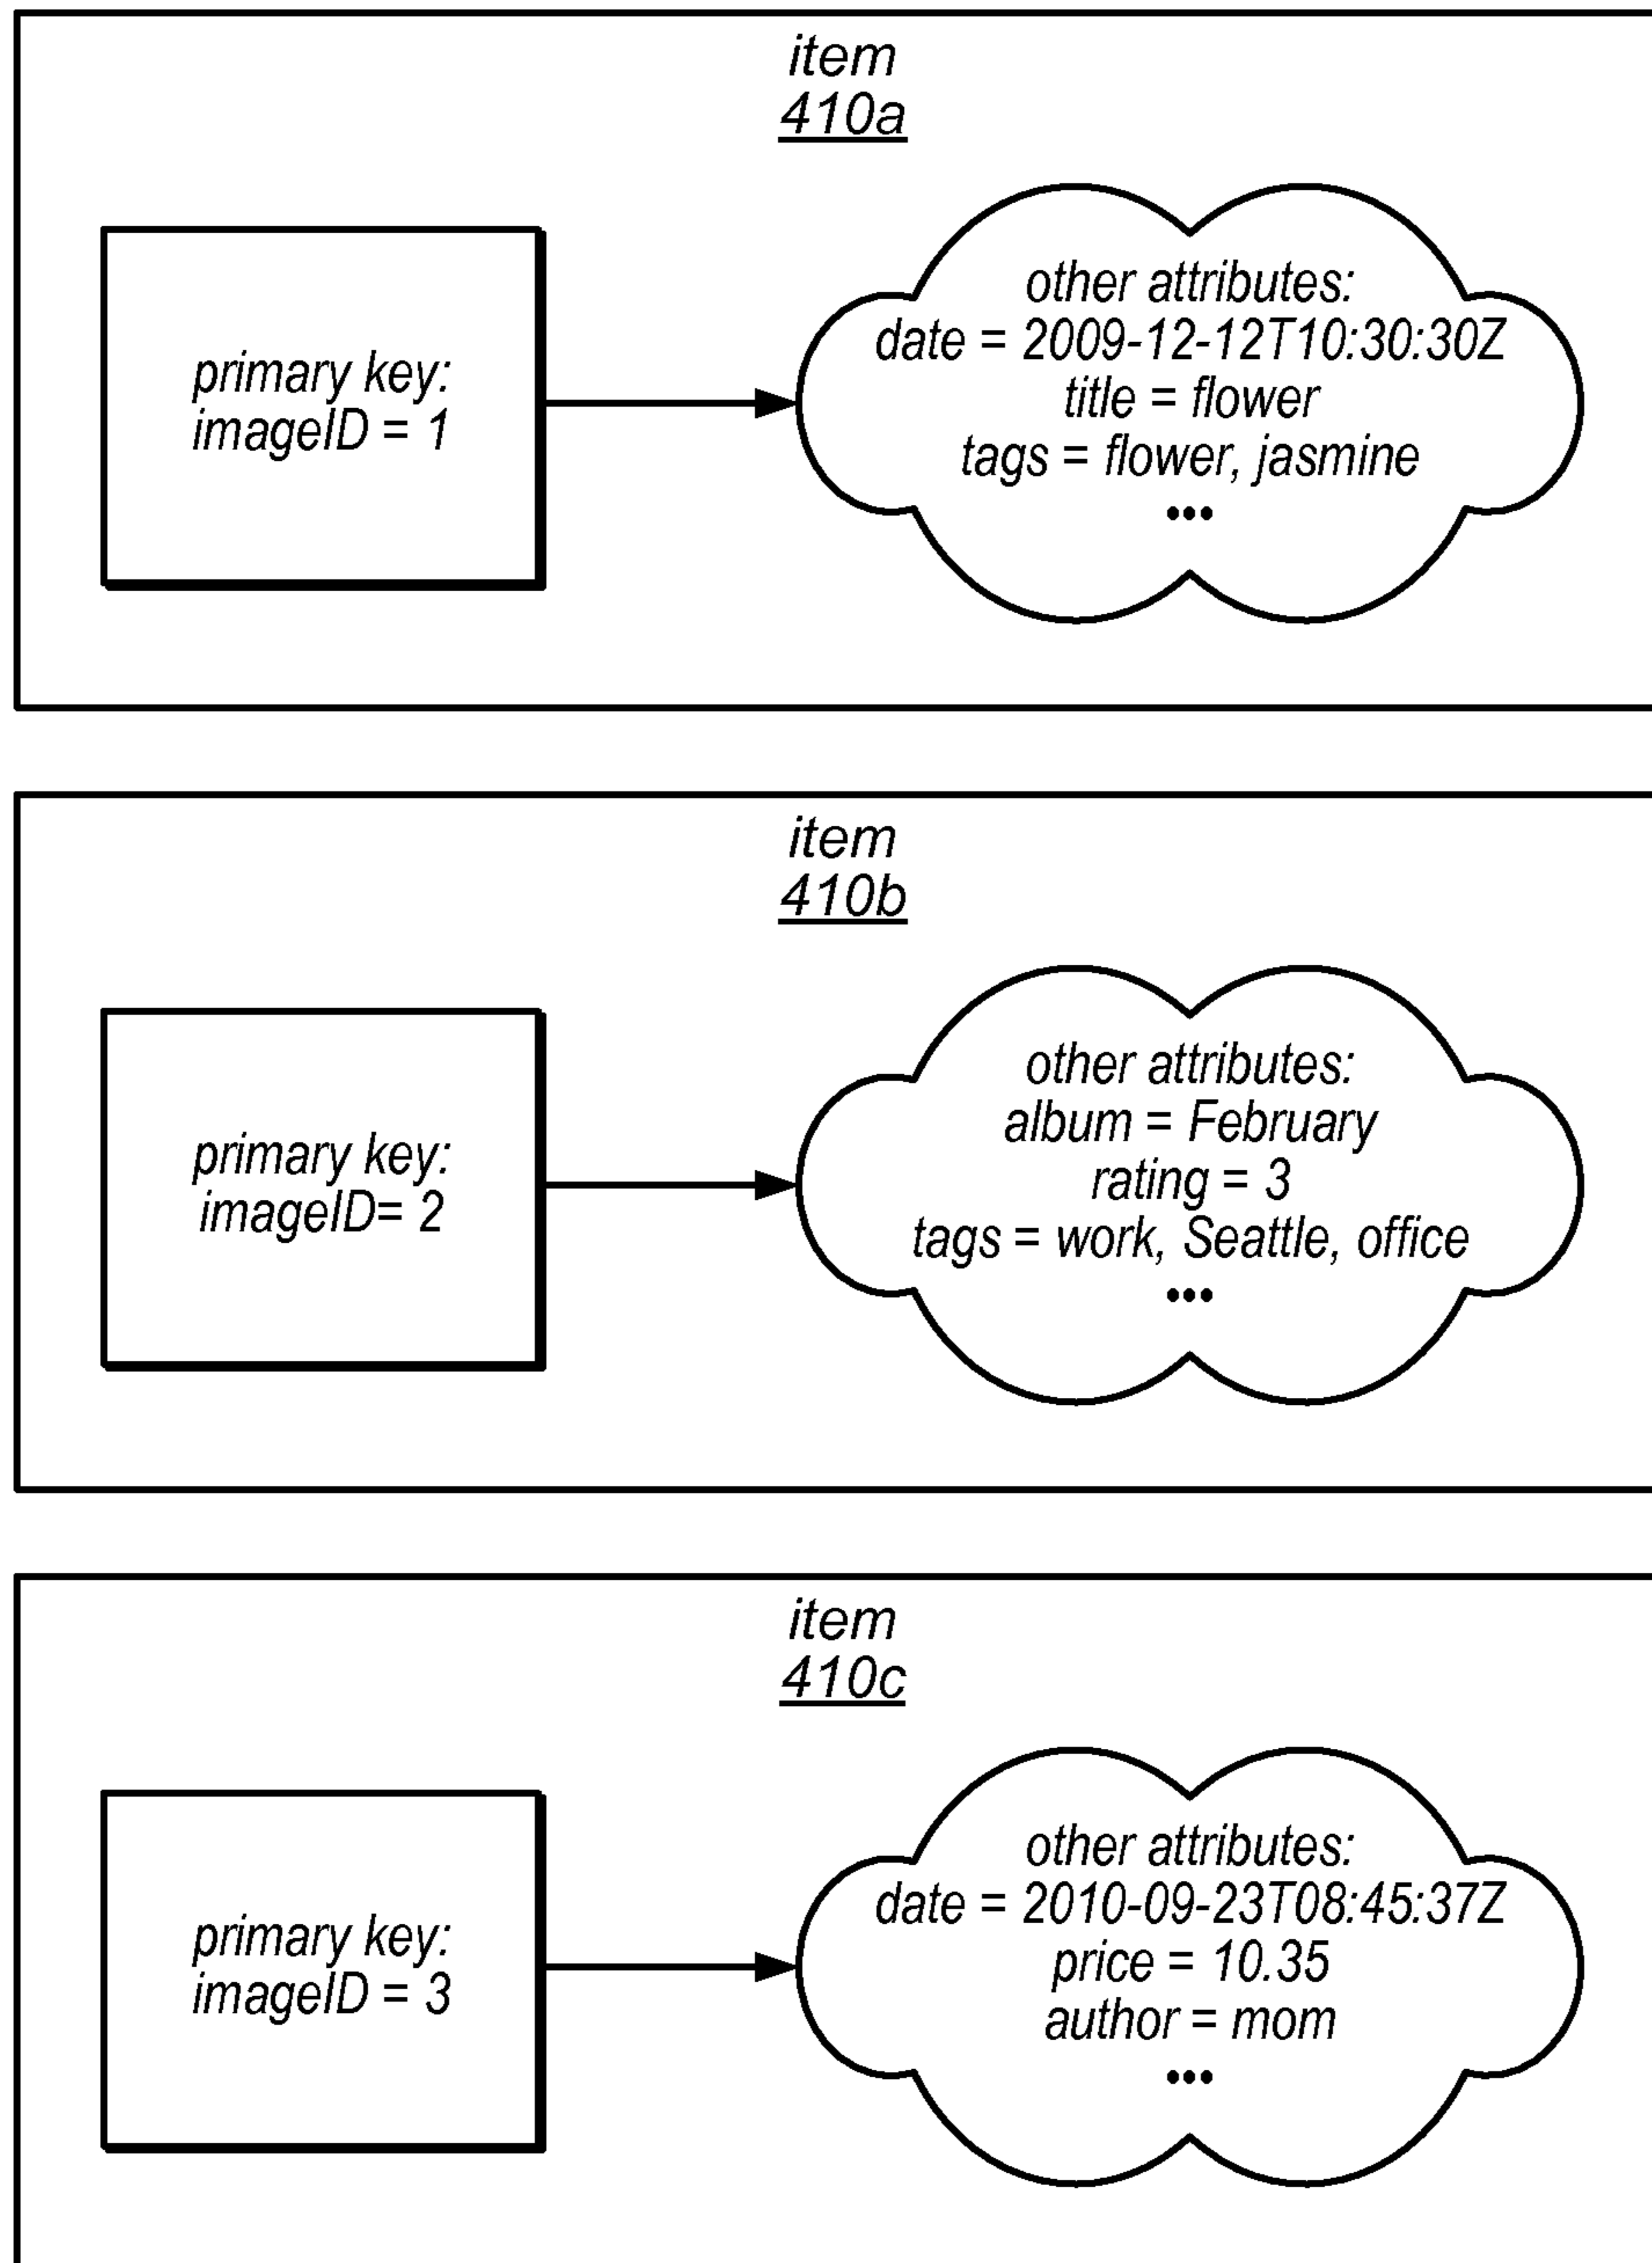 item
410a
primary key:
imageID = 1
other attributes:
date = 2009-12-12T10:30:30Z
title = flower
tags = flower, jasmine
•••
item
410b
primary key:
imageID= 2
other attributes:
album = February
rating = 3
tags = work, Seattle, office
•••
item
410c
primary key:
imageID = 3
other attributes:
date = 2010-09-23T08:45:37Z
price = 10.35
author = mom
•••